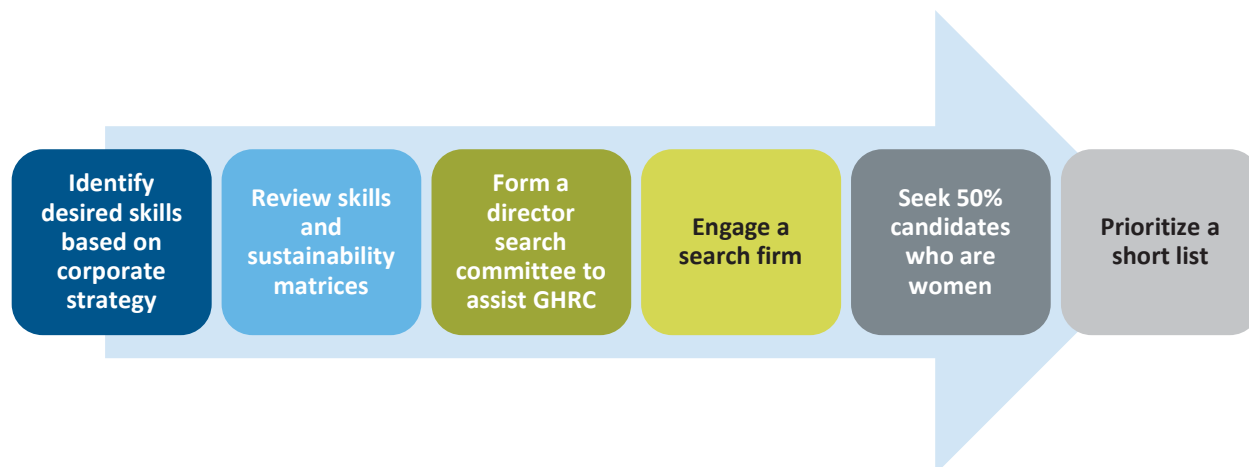 Identify
desired skills
based on
corporate
strategy
Review skills
and
sustainability
matrices
Form a
director
search
committee to
assist GHRC
Engage a
search firm
Seek 50%
candidates
who are
women
Prioritize a
short list